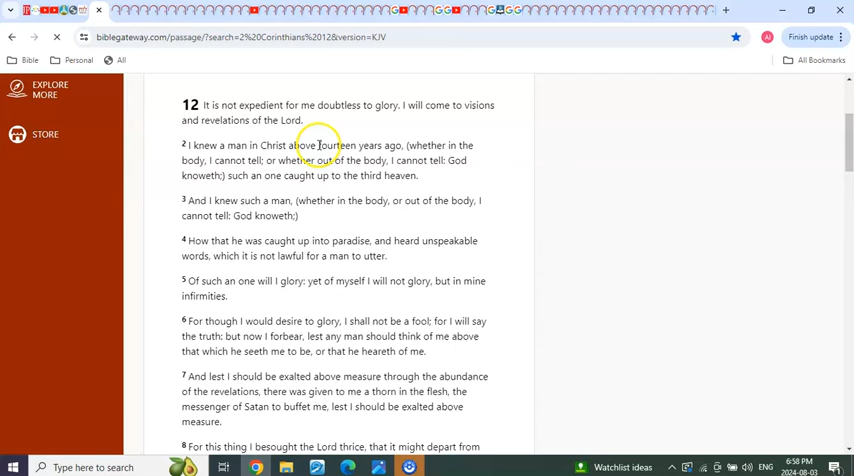 biblegateway.com/passage/?search=2%20Corinthians%2012&version=KJV
Finish update
Bible
Personal
All
All Bookmarks
EXPLORE
MORE
STORE
12 It is not expedient for me doubtless to glory. I will come to visions
and revelations of the Lord.
2 I knew a man in Christ above fourteen years ago, (whether in the
body, I cannot tell; or whether out of the body, I cannot tell: God
knoweth;) such an one caught up to the third heaven.
3 And I knew such a man, (whether in the body, or out of the body, I
cannot tell: God knoweth;)
4 How that he was caught up into paradise, and heard unspeakable
words, which it is not lawful for a man to utter.
5 Of such an one will I glory: yet of myself I will not glory, but in mine
infirmities.
6 For though I would desire to glory, I shall not be a fool; for I will say
the truth: but now I forbear, lest any man should think of me above
that which he seeth me to be, or that he heareth of me.
7 And lest I should be exalted above measure through the abundance
of the revelations, there was given to me a thorn in the flesh, the
messenger of Satan to buffet me, lest I should be exalted above
measure.
8 For this thing I besought the Lord thrice, that it might depart from
Type here to search
Watchlist ideas
6:58 PM
2024-08-03